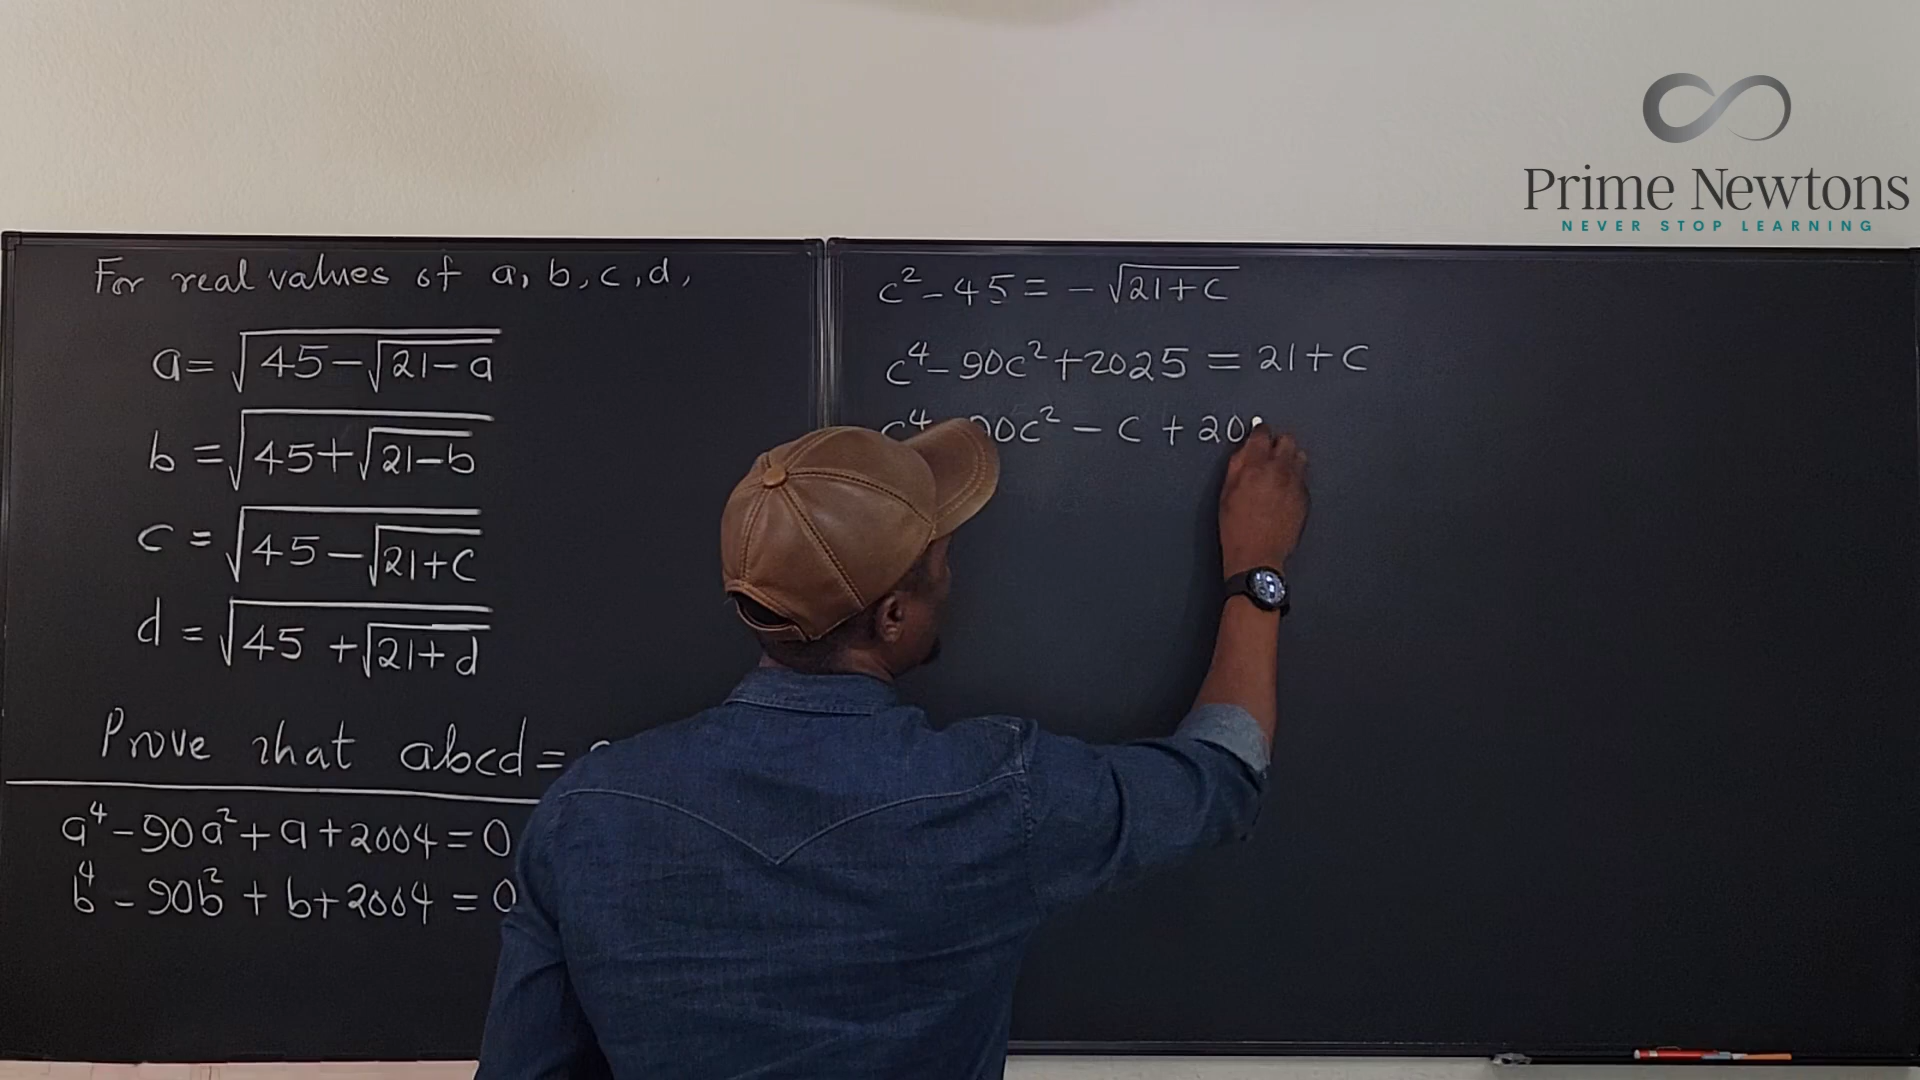 Prime Newtons
NEVER STOP LEARNING
For real values of a, b, c, d,
a = √(45 − √(21 − a))
b = √(45 + √(21 − b))
c = √(45 − √(21 + c))
d = √(45 + √(21 + d))
Prove that abcd =
a⁴ − 90a² + a + 2004 = 0
b⁴ − 90b² + b + 2004 = 0
c² − 45 = − √(21 + c)
c⁴ − 90c² + 2025 = 21 + c
c⁴ 90c² − c + 20